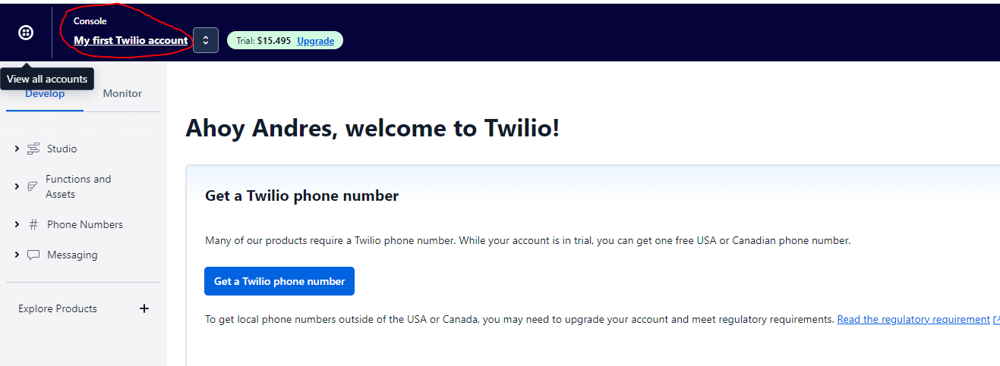 Console
My first Twilio account
Trial: $15.495 Upgrade
View all accounts
Develop
Monitor
Studio
Functions and
Assets
Phone Numbers
Messaging
Explore Products
Ahoy Andres, welcome to Twilio!
Get a Twilio phone number
Many of our products require a Twilio phone number. While your account is in trial, you can get one free USA or Canadian phone number.
Get a Twilio phone number
To get local phone numbers outside of the USA or Canada, you may need to upgrade your account and meet regulatory requirements. Read the regulatory requirement